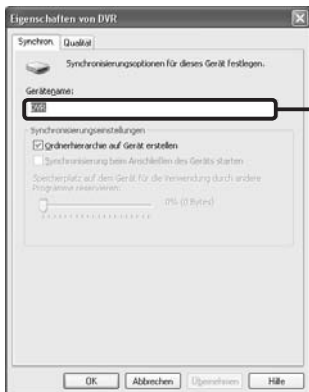 Eigenschaften von DVR
Synchron.
Qualität
Synchronisierungsoptionen für dieses Gerät festlegen.
Gerätename:
DVR
Synchronisierungseinstellungen
Ordnerhierarchie auf Gerät erstellen
Synchronisierung beim Anschließen des Geräts starten
Speicherplatz auf dem Gerät für die Verwendung durch andere
Programme reservieren:
0% (0 Bytes)
OK
Abbrechen
Übernehmen
Hilfe